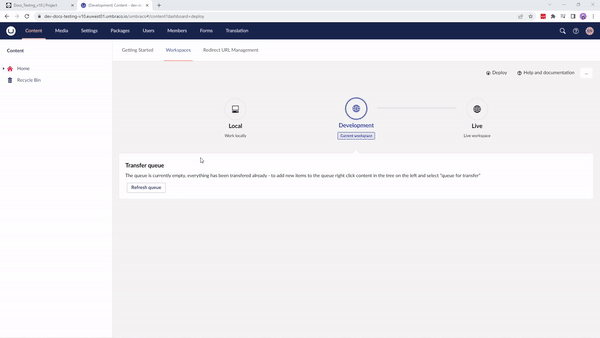 Docs_Testing_v10 | Project
(Development) Content - dev-do
dev-docs-testing-v10.euwest01.umbraco.io/umbraco#/content?dashboard=deploy
Content
Media
Settings
Packages
Users
Members
Forms
Translation
Content
Home
Recycle Bin
Getting Started
Workspaces
Redirect URL Management
Deploy
Help and documentation
...
Local
Work locally
Development
Current workspace
Live
Live workspace
Transfer queue
The queue is currently empty, everything has been transfered already - to add new items to the queue right click content in the tree on the left and select "queue for transfer"
Refresh queue